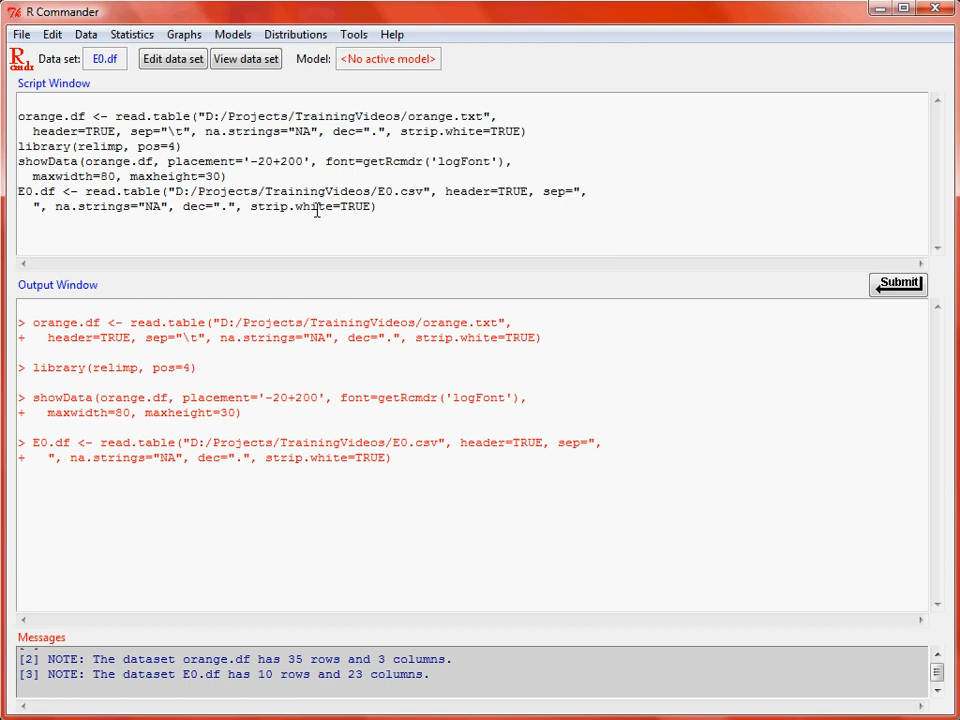 R Commander
File Edit Data Statistics Graphs Models Distributions Tools Help
R cmdr Data set: E0.df Edit data set View data set Model: <No active model>
Script Window
orange.df <- read.table("D:/Projects/TrainingVideos/orange.txt",
  header=TRUE, sep="\t", na.strings="NA", dec=".", strip.white=TRUE)
library(relimp, pos=4)
showData(orange.df, placement='-20+200', font=getRcmdr('logFont'),
  maxwidth=80, maxheight=30)
E0.df <- read.table("D:/Projects/TrainingVideos/E0.csv", header=TRUE, sep=",
  ", na.strings="NA", dec=".", strip.white=TRUE)
Output Window
Submit
> orange.df <- read.table("D:/Projects/TrainingVideos/orange.txt",
+   header=TRUE, sep="\t", na.strings="NA", dec=".", strip.white=TRUE)
> library(relimp, pos=4)
> showData(orange.df, placement='-20+200', font=getRcmdr('logFont'),
+   maxwidth=80, maxheight=30)
> E0.df <- read.table("D:/Projects/TrainingVideos/E0.csv", header=TRUE, sep=",
+   ", na.strings="NA", dec=".", strip.white=TRUE)
Messages
[2] NOTE: The dataset orange.df has 35 rows and 3 columns.
[3] NOTE: The dataset E0.df has 10 rows and 23 columns.